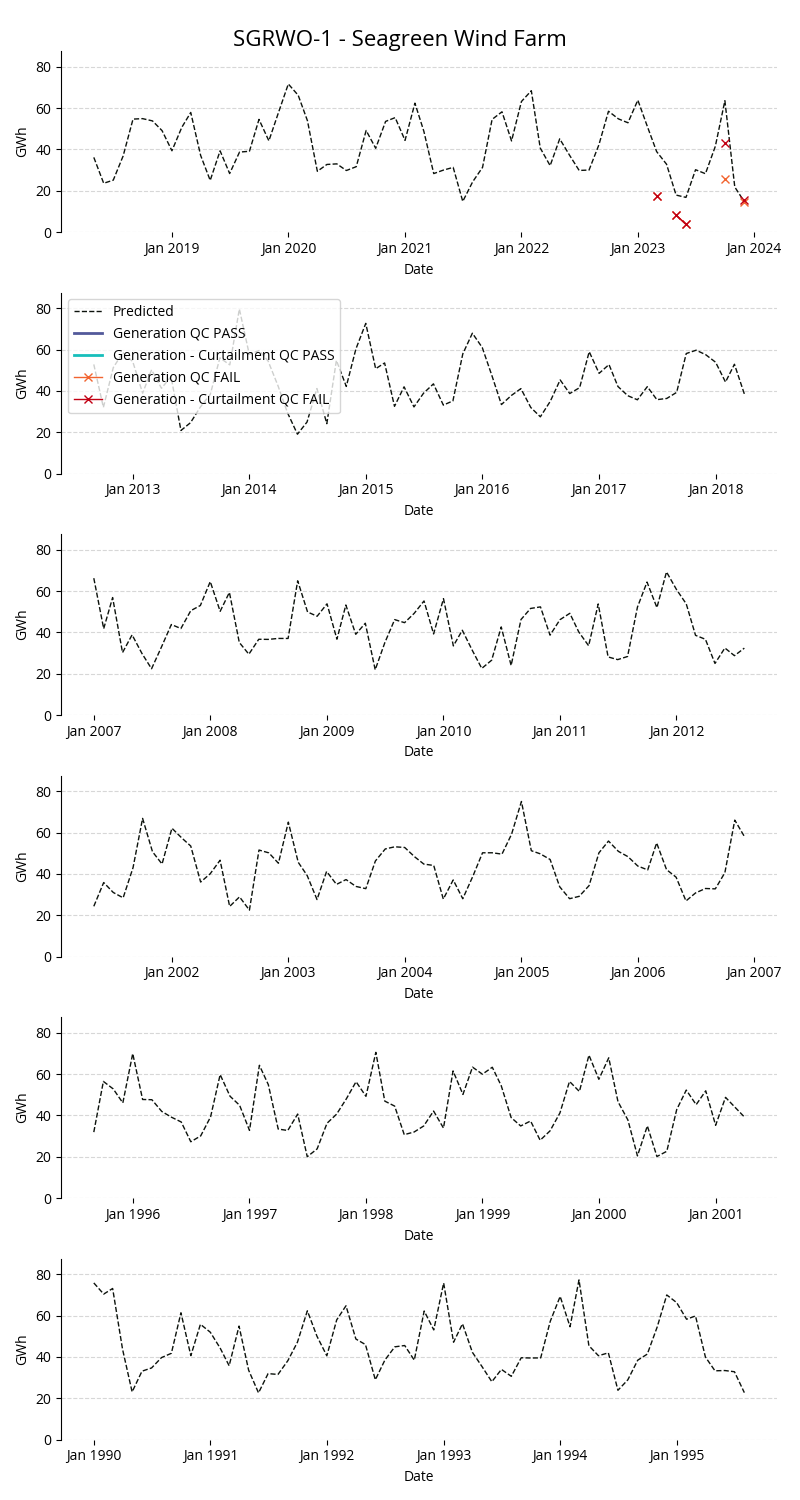 SGRWO-1 - Seagreen Wind Farm
80
60
40
20
0
GWh
Jan 2019 Jan 2020 Jan 2021 Jan 2022 Jan 2023 Jan 2024
Date
80
60
40
20
0
GWh
Predicted
Generation QC PASS
Generation - Curtailment QC PASS
Generation QC FAIL
Generation - Curtailment QC FAIL
Jan 2013 Jan 2014 Jan 2015 Jan 2016 Jan 2017 Jan 2018
Date
80
60
40
20
0
GWh
Jan 2007 Jan 2008 Jan 2009 Jan 2010 Jan 2011 Jan 2012
Date
80
60
40
20
0
GWh
Jan 2002 Jan 2003 Jan 2004 Jan 2005 Jan 2006 Jan 2007
Date
80
60
40
20
0
GWh
Jan 1996 Jan 1997 Jan 1998 Jan 1999 Jan 2000 Jan 2001
Date
80
60
40
20
0
GWh
Jan 1990 Jan 1991 Jan 1992 Jan 1993 Jan 1994 Jan 1995
Date